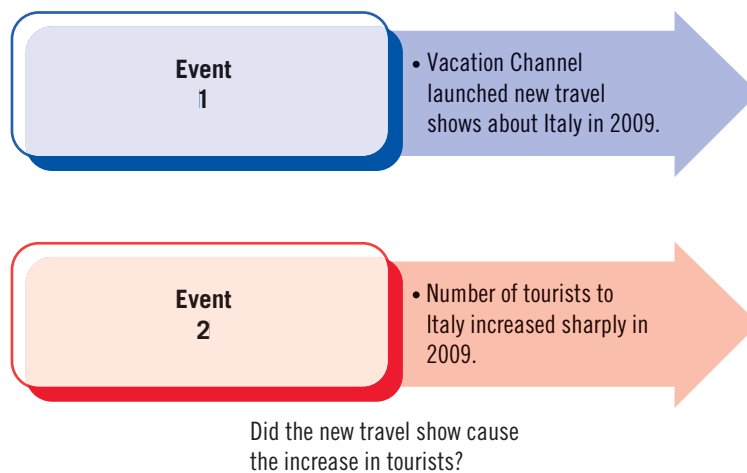 Event
1
• Vacation Channel
launched new travel
shows about Italy in 2009.
Event
2
• Number of tourists to
Italy increased sharply in
2009.
Did the new travel show cause
the increase in tourists?